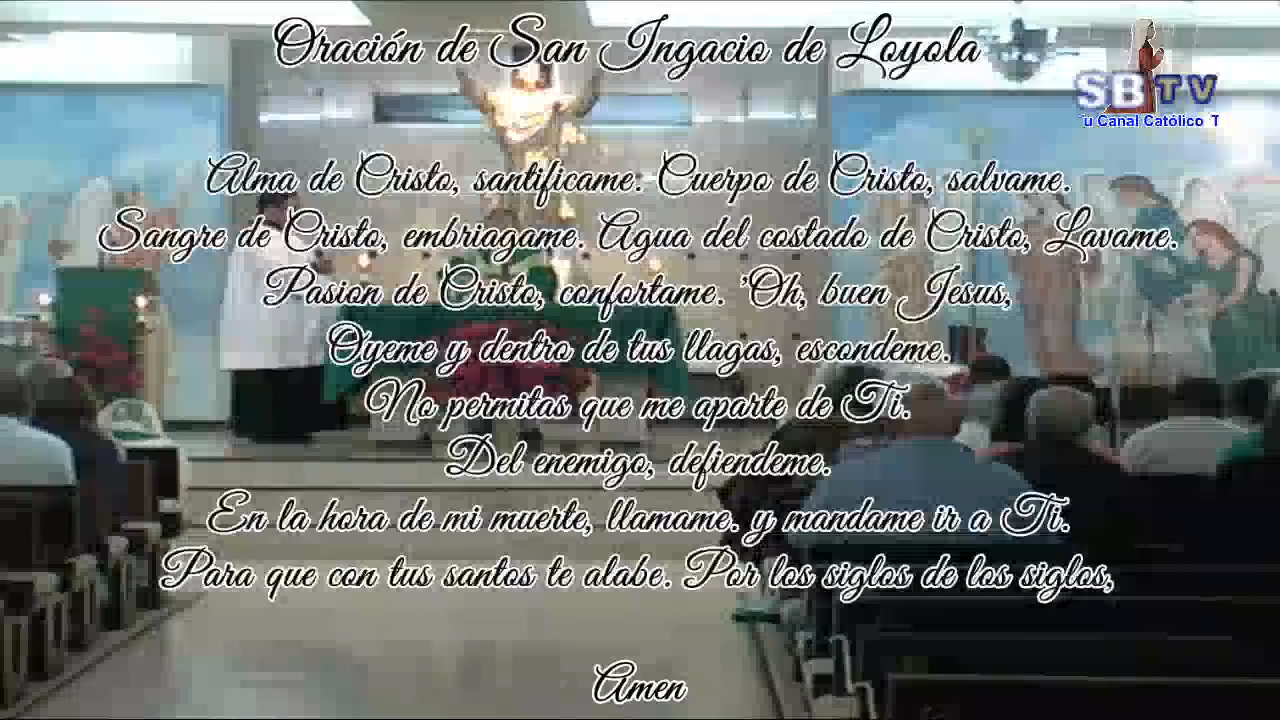 Oración de San Ingacio de Loyola
SBTV
u Canal Católico T
Alma de Cristo, santificame. Cuerpo de Cristo, salvame.
Sangre de Cristo, embriagame. Agua del costado de Cristo, Lavame.
Pasion de Cristo, confortame. 'Oh, buen Jesus,
Oyeme y dentro de tus llagas, escondeme.
No permitas que me aparte de Ti.
Del enemigo, defiendeme.
En la hora de mi muerte, llamame. y mandame ir a Ti.
Para que con tus santos te alabe. Por los siglos de los siglos,
Amen